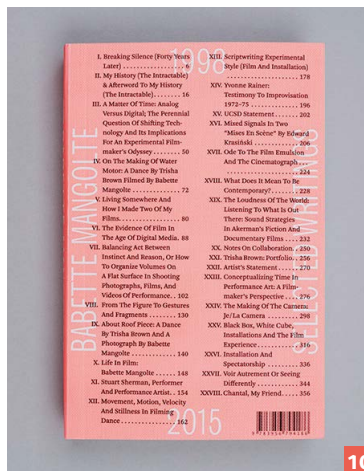 1998
BABETTE MANGOLTE
I. Breaking Silence (Forty Years
Later) . . . . . . . . . . . . . . . . 6
II. My History (The Intractable)
& Afterword To My History
(The Intractable) . . . . . . . . 16
III. A Matter Of Time: Analog
Versus Digital; The Perennial
Question Of Shifting Tech-
nology And Its Implications
For An Experimental Film-
maker's Odyssey . . . . . . . . 50
IV. On The Making Of Water
Motor: A Dance By Trisha
Brown Filmed By Babette
Mangolte . . . . . . . . . . . . . 72
V. Living Somewhere And
How I Made Two Of My
Films . . . . . . . . . . . . . . . . 80
VI. The Evidence Of Film In
The Age Of Digital Media. 88
VII. Balancing Act Between
Instinct And Reason, Or How
To Organize Volumes On
A Flat Surface In Shooting
Photographs, Films, And
Videos Of Performance. . 102
VIII. From The Figure To Gestures
And Fragments . . . . . . . . 130
IX. About Roof Piece: A Dance
By Trisha Brown And A
Photograph By Babette
Mangolte . . . . . . . . . . . . 140
X. Life In Film:
Babette Mangolte . . . . . . 148
XI. Stuart Sherman, Performer
And Performance Artist. . 154
XII. Movement, Motion, Velocity
And Stillness In Filming
Dance . . . . . . . . . . . . . . . 162
XIII. Scriptwriting Experimental
Style (Film And Installation)
. . . . . . . . . . . . . . . . . . . 178
XIV. Yvonne Rainer:
Testimony To Improvisation
1972–75 . . . . . . . . . . . . . 196
XV. UCSD Statement . . . . . . . 202
XVI. Mixed Signals In Two
"Mises En Scène" By Edward
Krasiński . . . . . . . . . . . . 206
XVII. Ode To The Film Emulsion
And The Cinematograph . . .
. . . . . . . . . . . . . . . . . . . 224
XVIII. What Does It Mean To Be
Contemporary? . . . . . . . . 228
XIX. The Loudness Of The World:
Listening To What Is Out
There: Sound Strategies
In Akerman's Fiction And
Documentary Films . . . . 232
XX. Notes On Collaboration. 250
XXI. Trisha Brown: Portfolio. . 256
XXII. Artist's Statement . . . . . . 270
XXIII. Conceptualizing Time In
Performance Art: A Film-
maker's Perspective . . . . 276
XXIV. The Making Of The Camera:
Je/La Camera . . . . . . . . . 298
XXV. Black Box, White Cube,
Installations And The Film
Experience . . . . . . . . . . . 316
XXVI. Installation And
Spectatorship . . . . . . . . . 336
XXVII. Voir Autrement Or Seeing
Differently . . . . . . . . . . . 344
XXVIII. Chantal, My Friend . . . . . 356
2015